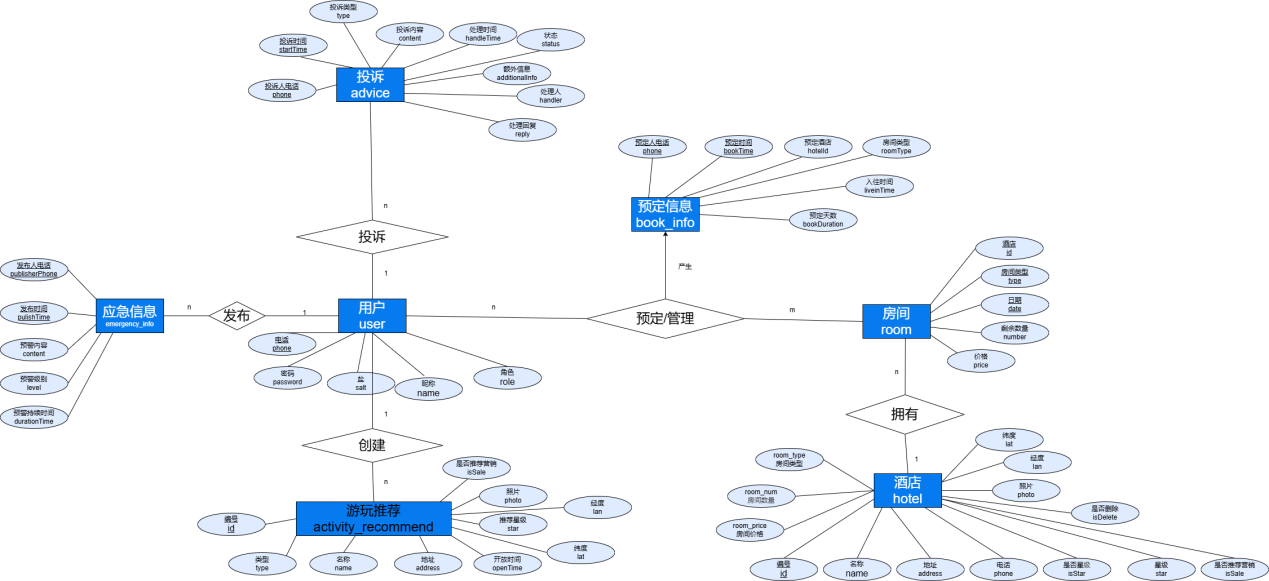 投诉类型
type
投诉时间
startTime
投诉内容
content
处理时间
handleTime
状态
status
投诉人电话
phone
投诉
advice
额外信息
additionalInfo
处理人
handler
处理回复
reply
n
投诉
1
预定人电话
phone
预定时间
bookTime
预定酒店
hotelId
房间类型
roomType
入住时间
liveinTime
预定天数
bookDuration
预定信息
book_info
产生
发布人电话
publisherPhone
发布时间
pulishTime
预警内容
content
预警级别
level
预警持续时间
durationTime
应急信息
emergency_info
n
发布
1
用户
user
n
预定/管理
m
房间
room
酒店
id
房间类型
type
日期
date
剩余数量
number
价格
price
电话
phone
密码
password
盐
salt
昵称
name
角色
role
n
拥有
1
1
创建
n
游玩推荐
activity_recommend
是否推荐营销
isSale
照片
photo
经度
lan
推荐星级
star
纬度
lat
编号
id
类型
type
名称
name
地址
address
开放时间
openTime
酒店
hotel
room_type
房间类型
room_num
房间数量
room_price
房间价格
纬度
lat
经度
lan
照片
photo
是否删除
isDelete
编号
id
名称
name
地址
address
电话
phone
是否星级
isStar
星级
star
是否推荐营销
isSale